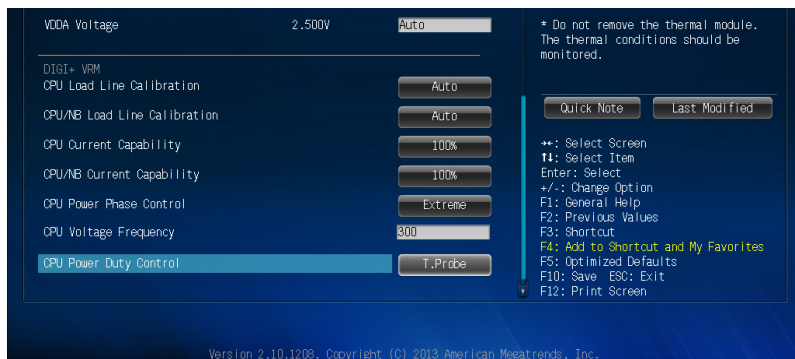 VDDA Voltage 2.500V Auto
DIGI+ VRM
CPU Load Line Calibration Auto
CPU/NB Load Line Calibration Auto
CPU Current Capability 100%
CPU/NB Current Capability 100%
CPU Power Phase Control Extreme
CPU Voltage Frequency 300
CPU Power Duty Control T.Probe
* Do not remove the thermal module.
The thermal conditions should be
monitored.
Quick Note Last Modified
→←: Select Screen
↑↓: Select Item
Enter: Select
+/-: Change Option
F1: General Help
F2: Previous Values
F3: Shortcut
F4: Add to Shortcut and My Favorites
F5: Optimized Defaults
F10: Save ESC: Exit
F12: Print Screen
Version 2.10.1208. Copyright (C) 2013 American Megatrends, Inc.